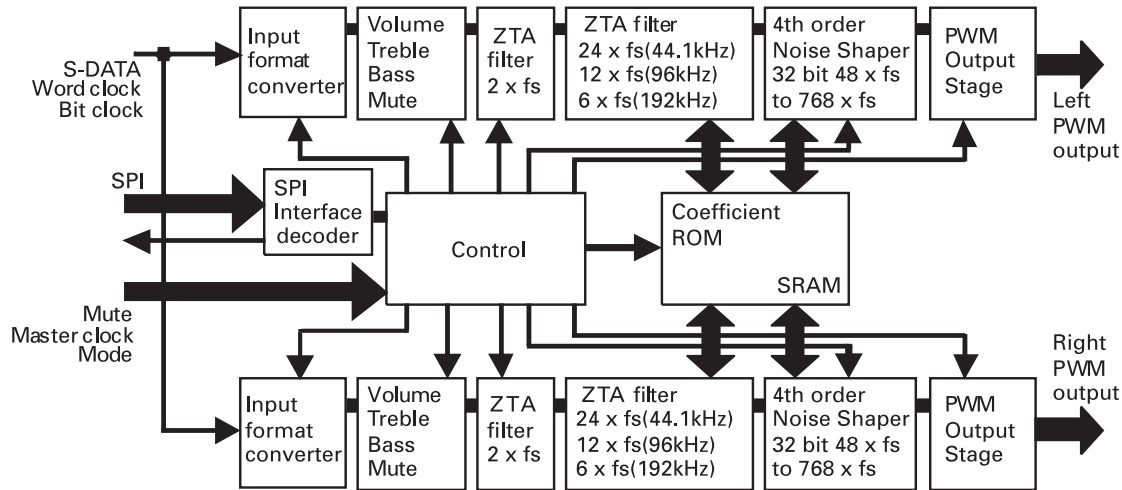 S-DATA
Word clock
Bit clock
Input
format
converter
Volume
Treble
Bass
Mute
ZTA
filter
2 x fs
ZTA filter
24 x fs(44.1kHz)
12 x fs(96kHz)
6 x fs(192kHz)
4th order
Noise Shaper
32 bit 48 x fs
to 768 x fs
PWM
Output
Stage
Left
PWM
output
SPI
SPI
Interface
decoder
Control
Coefficient
ROM
SRAM
Mute
Master clock
Mode
Input
format
converter
Volume
Treble
Bass
Mute
ZTA
filter
2 x fs
ZTA filter
24 x fs(44.1kHz)
12 x fs(96kHz)
6 x fs(192kHz)
4th order
Noise Shaper
32 bit 48 x fs
to 768 x fs
PWM
Output
Stage
Right
PWM
output